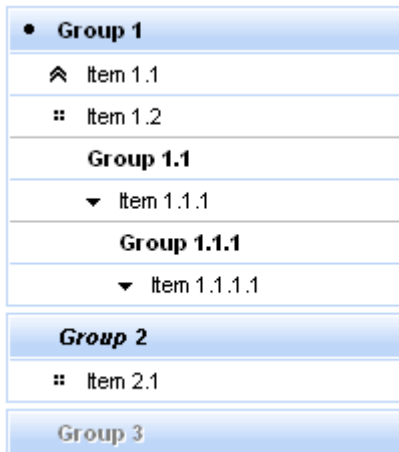 Group 1
Item 1.1
Item 1.2
Group 1.1
Item 1.1.1
Group 1.1.1
Item 1.1.1.1
Group 2
Item 2.1
Group 3